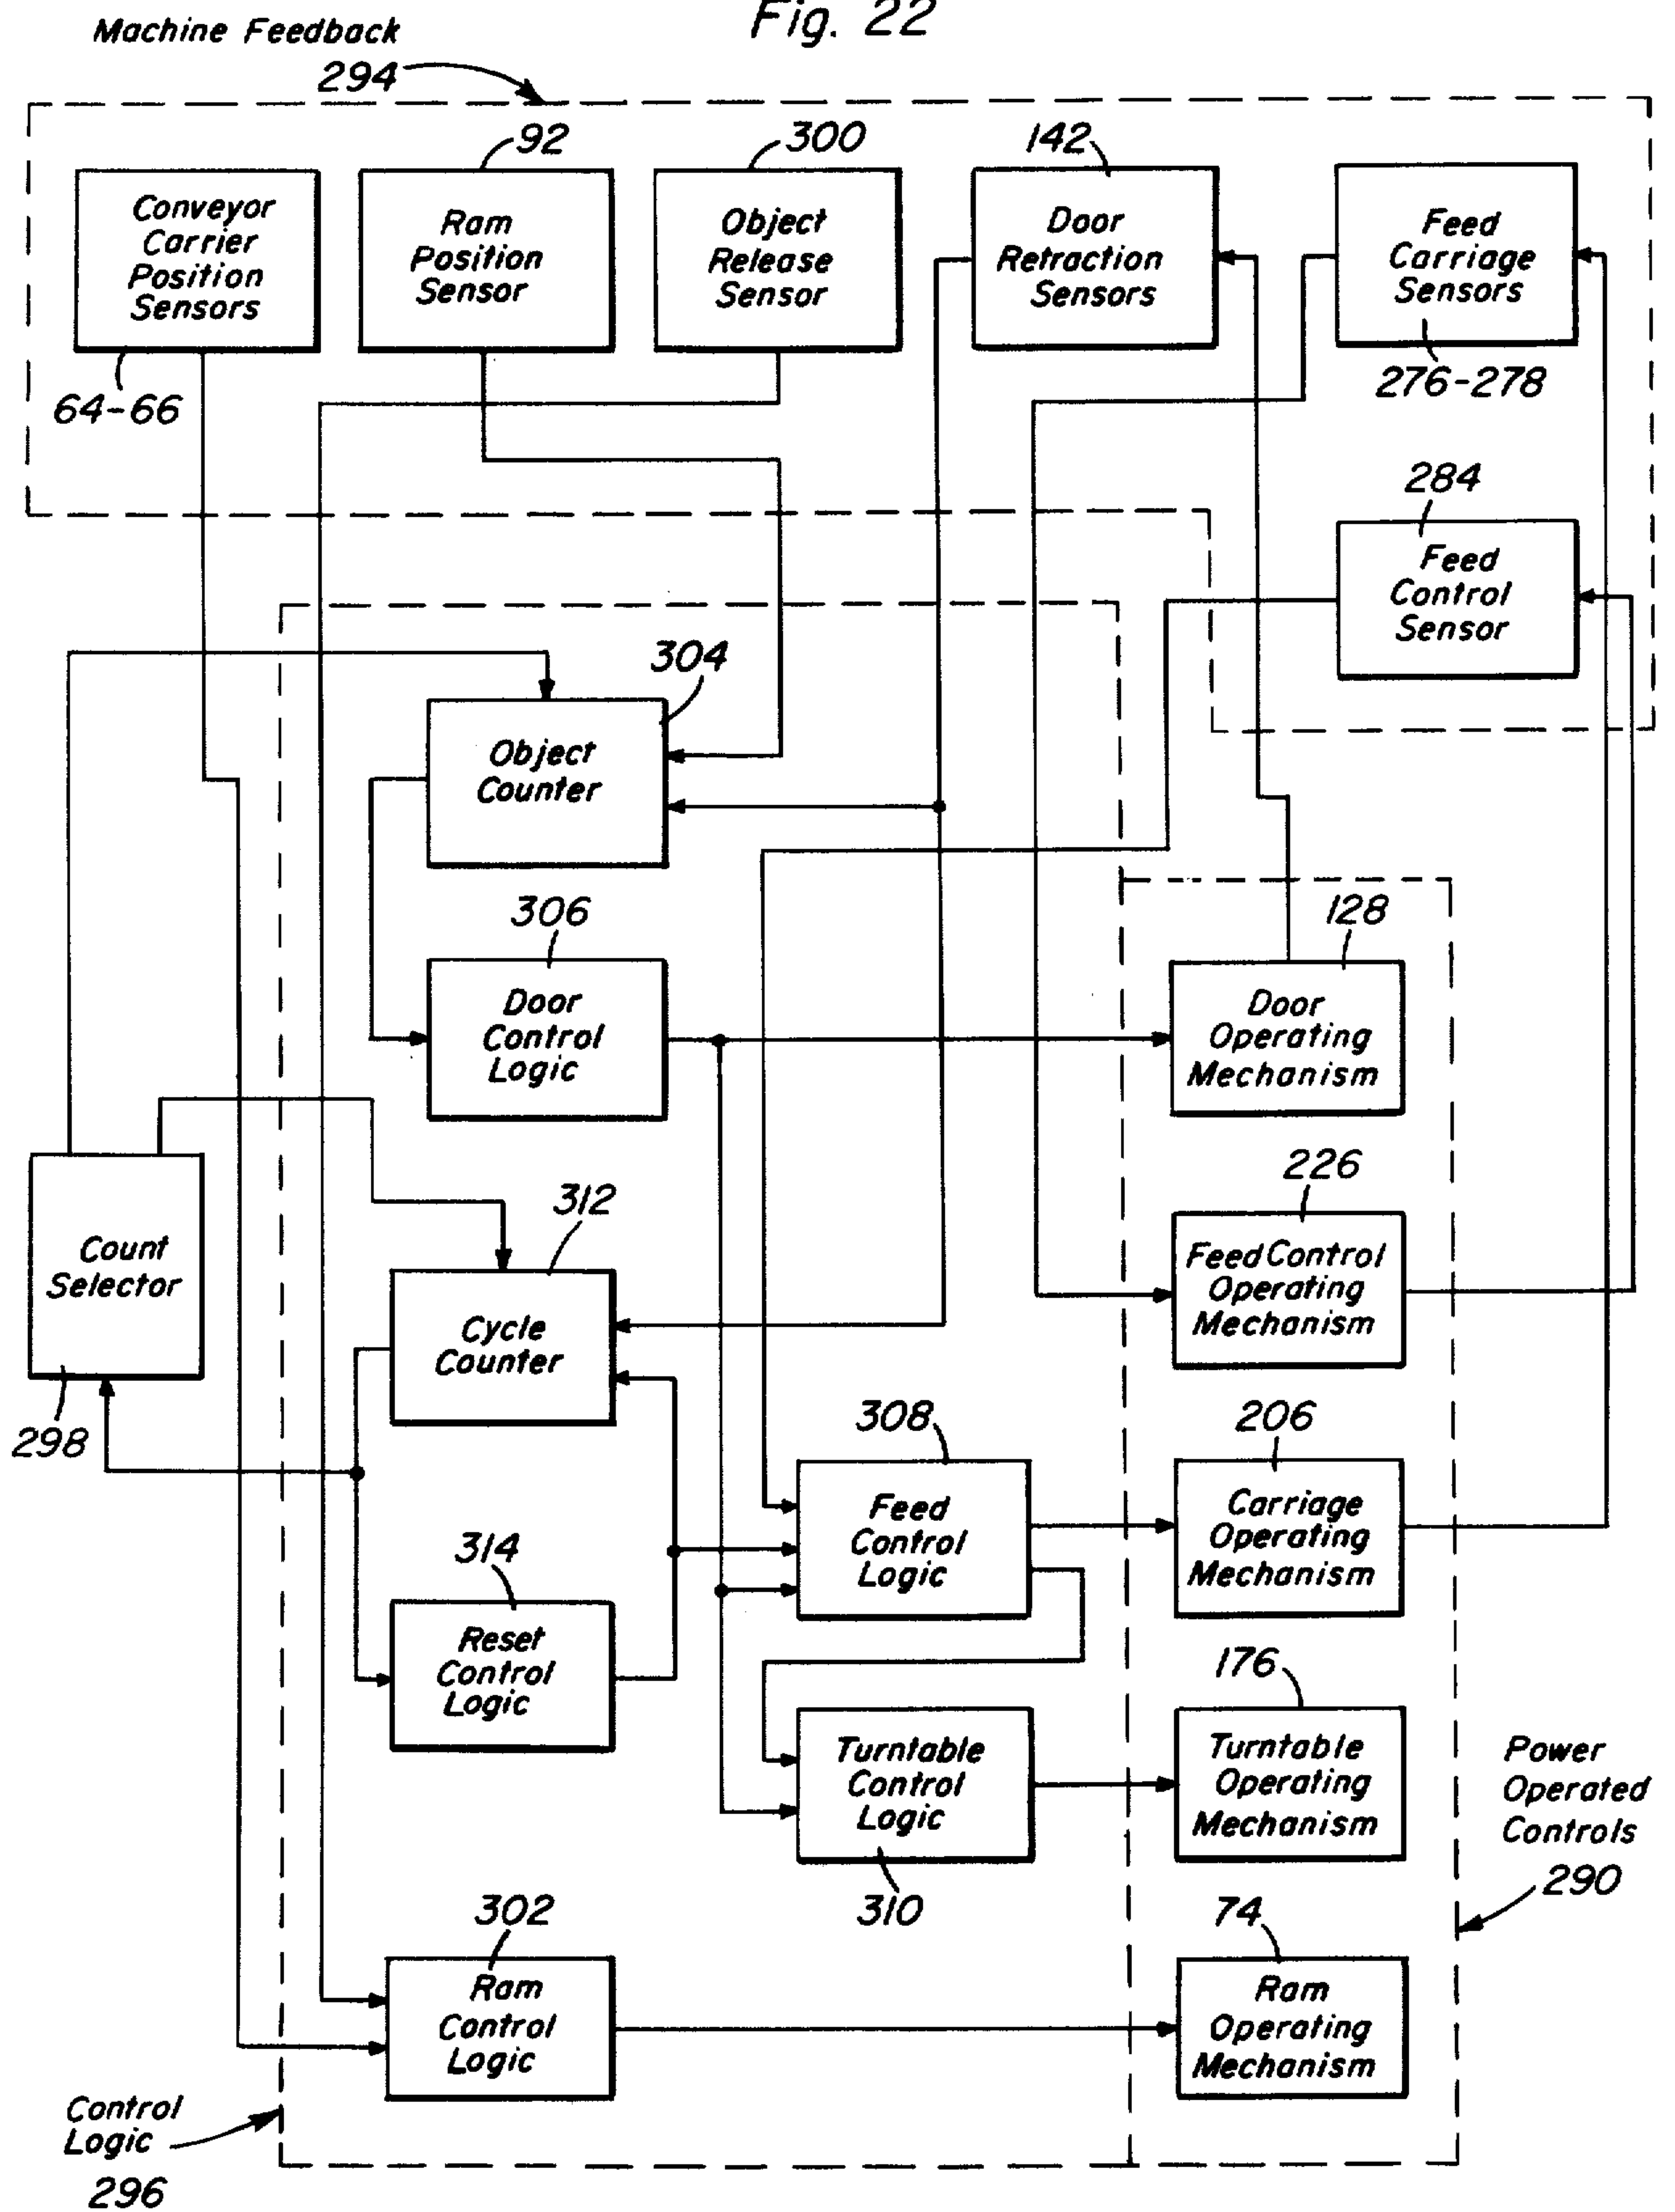 Fig. 22
Machine Feedback
294
92
300
142
Conveyor
Carrier
Position
Sensors
Ram
Position
Sensor
Object
Release
Sensor
Door
Retraction
Sensors
Feed
Carriage
Sensors
64-66
276-278
284
Feed
Control
Sensor
304
Object
Counter
306
128
Door
Control
Logic
Door
Operating
Mechanism
312
226
Count
Selector
Feed Control
Operating
Mechanism
Cycle
Counter
298
308
206
Feed
Control
Logic
Carriage
Operating
Mechanism
314
Reset
Control
Logic
176
Turntable
Control
Logic
Turntable
Operating
Mechanism
Power
Operated
Controls
290
310
302
74
Ram
Control
Logic
Ram
Operating
Mechanism
Control
Logic
296